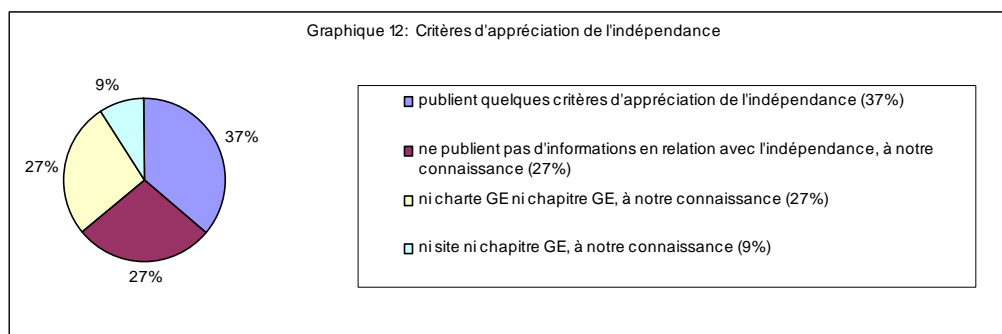 Graphique 12: Critères d'appréciation de l'indépendance
9%
37%
27%
27%
publient quelques critères d'appréciation de l'indépendance (37%)
ne publient pas d'informations en relation avec l'indépendance, à notre
connaissance (27%)
ni charte GE ni chapitre GE, à notre connaissance (27%)
ni site ni chapitre GE, à notre connaissance (9%)